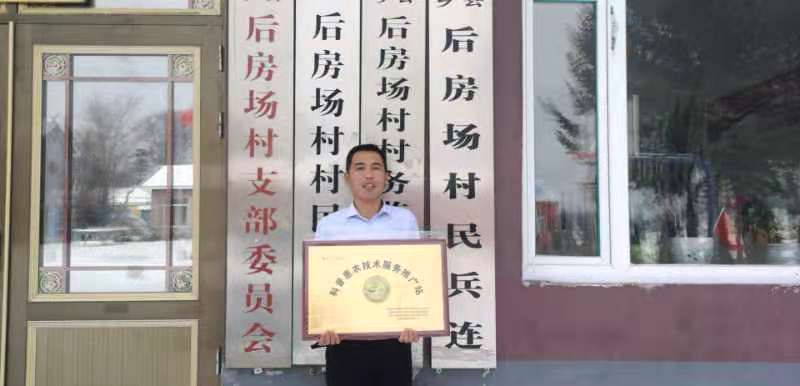 后房场村支部委员会
后房场村村民
后房场村村务
会
后房场村民兵连
科普惠农技术服务推广站